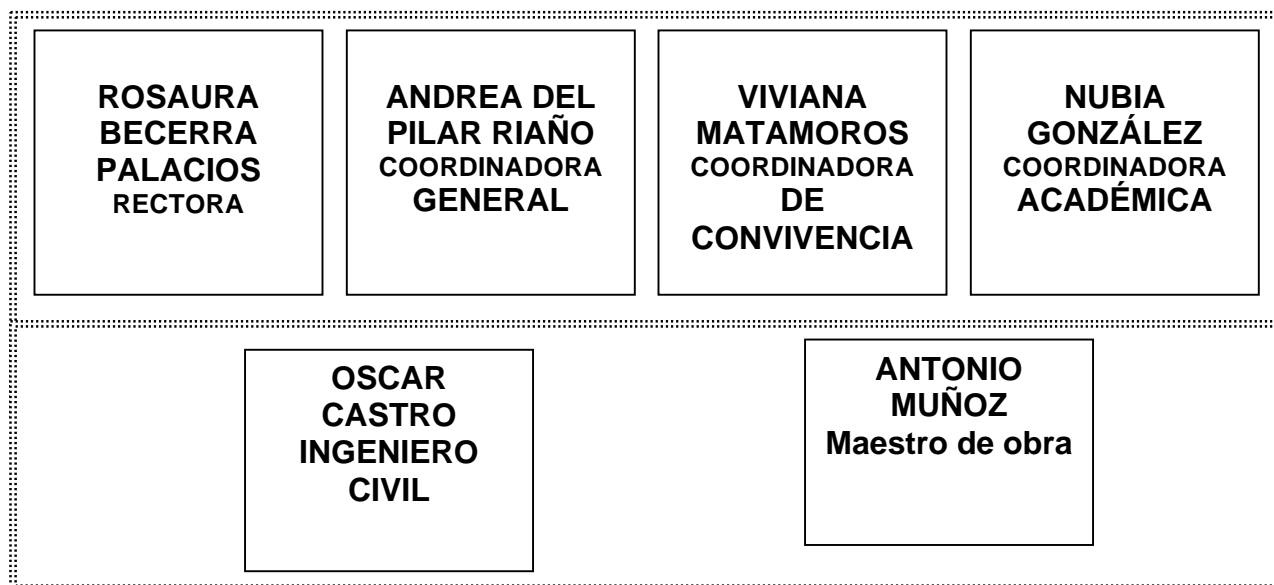 ROSAURA
BECERRA
PALACIOS
RECTORA
ANDREA DEL
PILAR RIAÑO
COORDINADORA
GENERAL
VIVIANA
MATAMOROS
COORDINADORA
DE
CONVIVENCIA
NUBIA
GONZÁLEZ
COORDINADORA
ACADÉMICA
OSCAR
CASTRO
INGENIERO
CIVIL
ANTONIO
MUÑOZ
Maestro de obra